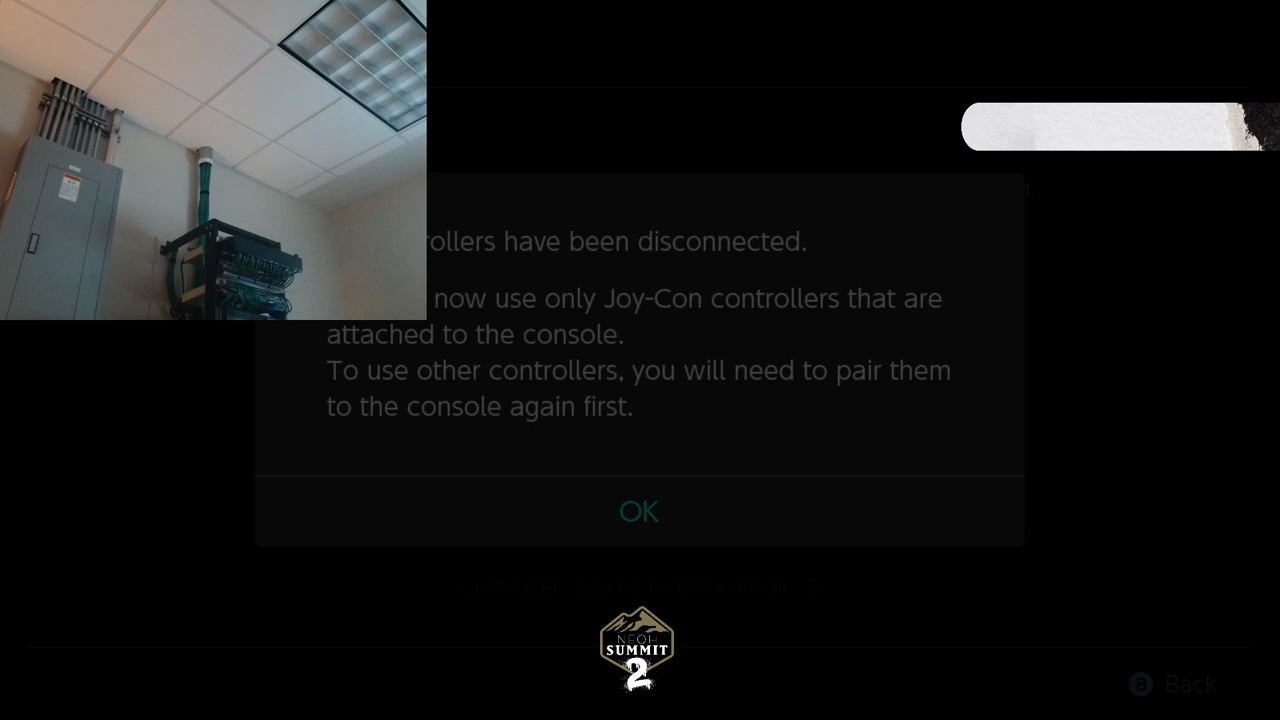 rollers have been disconnected.
now use only Joy-Con controllers that are
attached to the console.
To use other controllers, you will need to pair them
to the console again first.
OK
NEOH
SUMMIT
2
B Back